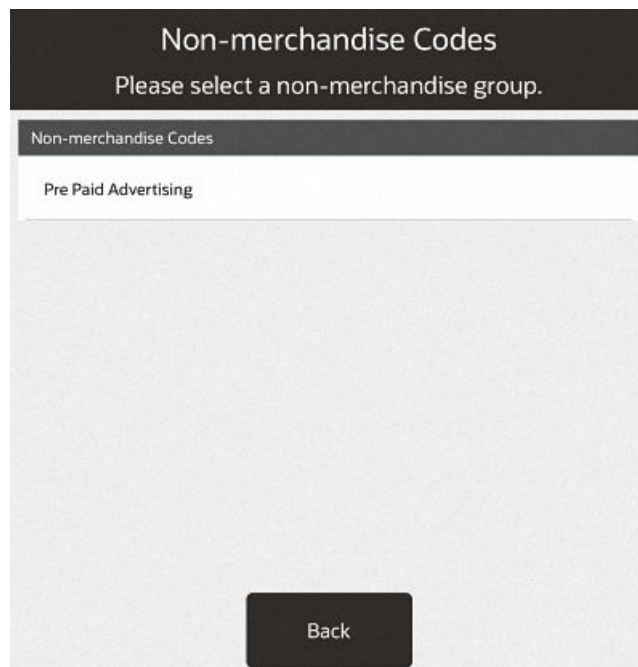 Non-merchandise Codes
Please select a non-merchandise group.
Non-merchandise Codes
Pre Paid Advertising
Back